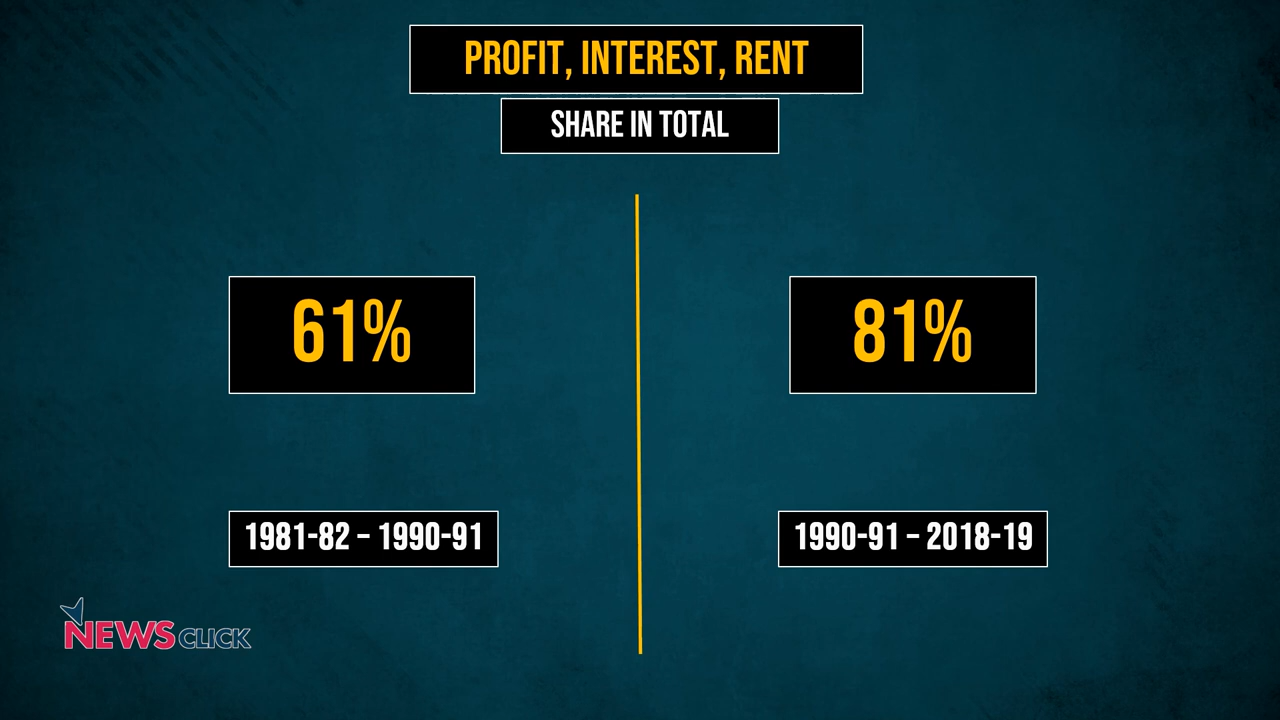 PROFIT, INTEREST, RENT
SHARE IN TOTAL
61%
81%
1981-82 – 1990-91
1990-91 – 2018-19
NEWSCLICK